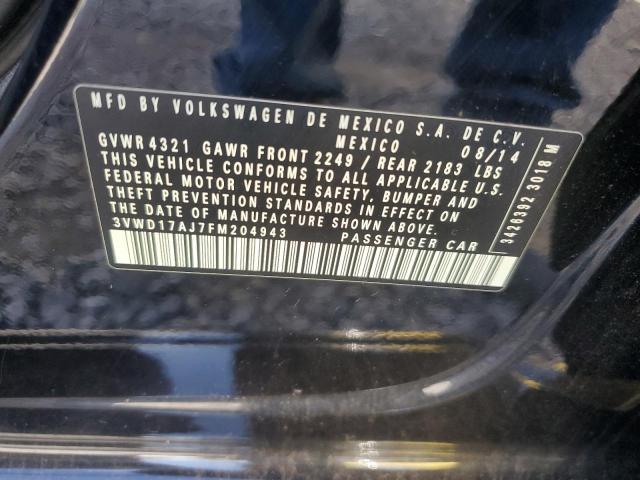 MFD BY VOLKSWAGEN DE MEXICO S.A. DE C.V.
MEXICO 08/14
GVWR 4321 GAWR FRONT 2249 / REAR 2183 LBS
THIS VEHICLE CONFORMS TO ALL APPLICABLE U.S.
FEDERAL MOTOR VEHICLE SAFETY, BUMPER AND
THEFT PREVENTION STANDARDS IN EFFECT ON
THE DATE OF MANUFACTURE SHOWN ABOVE.
3VWD17AJ7FM204943 PASSENGER CAR
3426392 3018 M